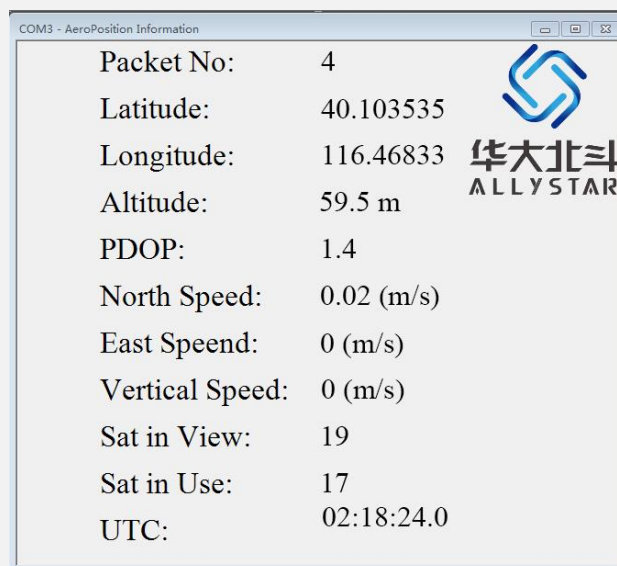 COM3 - AeroPosition Information
Packet No: 4
Latitude: 40.103535
Longitude: 116.46833
华大北斗
ALLYSTAR
Altitude: 59.5 m
PDOP: 1.4
North Speed: 0.02 (m/s)
East Speend: 0 (m/s)
Vertical Speed: 0 (m/s)
Sat in View: 19
Sat in Use: 17
UTC: 02:18:24.0